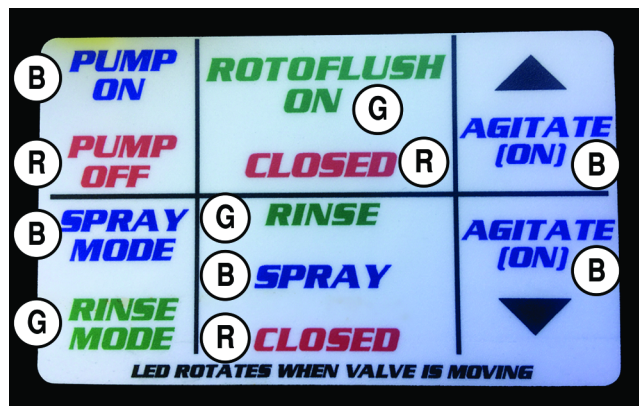 B PUMP
ON
R PUMP
OFF
ROTOFLUSH
ON G
CLOSED R
AGITATE
(ON) B
B SPRAY
MODE
G RINSE
MODE
G RINSE
B SPRAY
R CLOSED
AGITATE
(ON) B
LED ROTATES WHEN VALVE IS MOVING